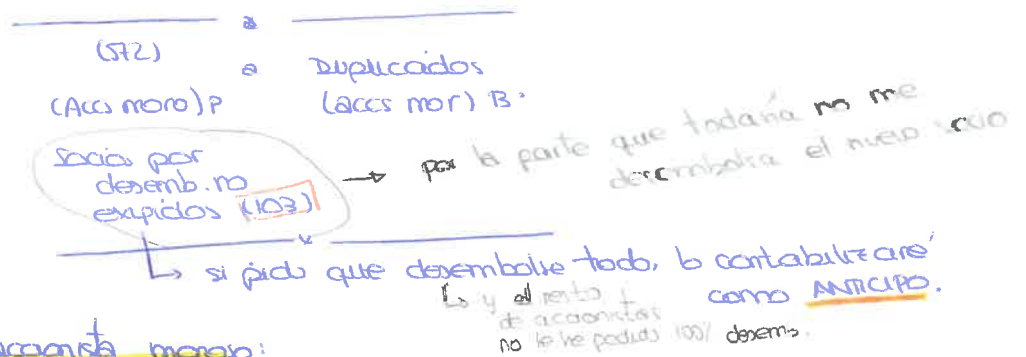 (572)
a Duplicados
(Accs moro) P (accs mor) B.
Socios por
desemb. no
exigidos (103)
→ por la parte que todavía no me
desembolsa el nuevo socio
↳ si pido que desembolse todo, lo contabilizaré
como ANTICIPO.
↳ y al resto
de accionistas
no le he pedido 100% desem.
accionista moroso: